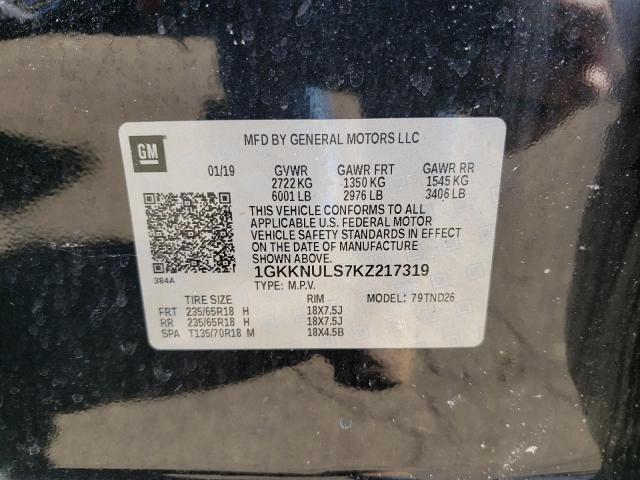 GM
MFD BY GENERAL MOTORS LLC
01/19 GVWR GAWR FRT GAWR RR
2722 KG 1350 KG 1545 KG
6001 LB 2976 LB 3406 LB
THIS VEHICLE CONFORMS TO ALL
APPLICABLE U.S. FEDERAL MOTOR
VEHICLE SAFETY STANDARDS IN EFFECT
ON THE DATE OF MANUFACTURE
SHOWN ABOVE.
384A
1GKKNULS7KZ217319
TYPE: M.P.V.
TIRE SIZE RIM MODEL: 79TND26
FRT 235/65R18 H 18X7.5J
RR 235/65R18 H 18X7.5J
SPA T135/70R18 M 18X4.5B